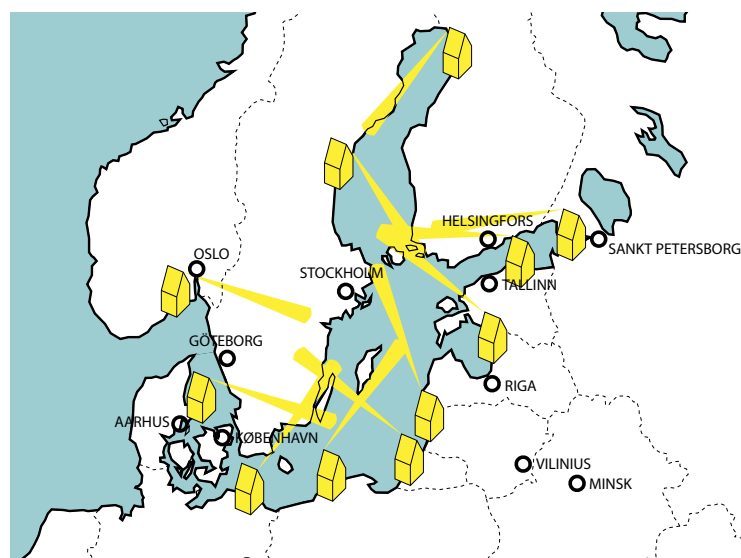 HELSINGFORS
SANKT PETERSBORG
OSLO
STOCKHOLM
TALLINN
GÖTEBORG
RIGA
AARHUS
KØBENHAVN
VILINIUS
MINSK